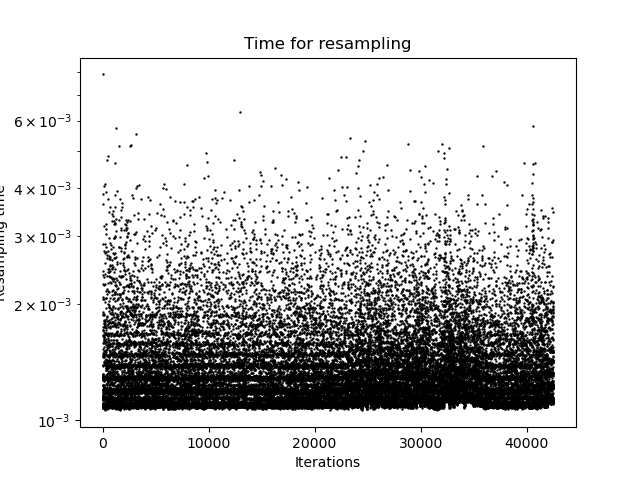 Time for resampling
Resampling time
6 × 10⁻³
4 × 10⁻³
3 × 10⁻³
2 × 10⁻³
10⁻³
0 10000 20000 30000 40000
Iterations